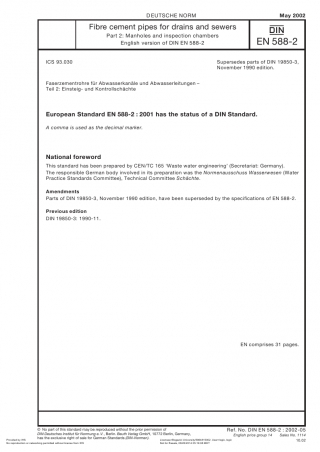 DEUTSCHE NORM
May 2002
Fibre cement pipes for drains and sewers
Part 2: Manholes and inspection chambers
English version of DIN EN 588-2
DIN
EN 588-2
ICS 93.030
Supersedes parts of DIN 19850-3,
November 1990 edition.
Faserzementrohre für Abwasserkanäle und Abwasserleitungen –
Teil 2: Einsteig- und Kontrollschächte
European Standard EN 588-2 : 2001 has the status of a DIN Standard.
A comma is used as the decimal marker.
National foreword
This standard has been prepared by CEN/TC 165 ‘Waste water engineering’ (Secretariat: Germany).
The responsible German body involved in its preparation was the Normenausschuss Wasserwesen (Water
Practice Standards Committee), Technical Committee Schächte.
Amendments
Parts of DIN 19850-3, November 1990 edition, have been superseded by the specifications of EN 588-2.
Previous edition
DIN 19850-3: 1990-11.
EN comprises 31 pages.
© No part of this standard may be reproduced without the prior permission of
DIN Deutsches Institut für Normung e. V., Berlin. Beuth Verlag GmbH, 10772 Berlin, Germany,
has the exclusive right of sale for German Standards (DIN-Normen).
Ref. No. DIN EN 588-2 : 2002-05
English price group 14 Sales No. 1114
10.02